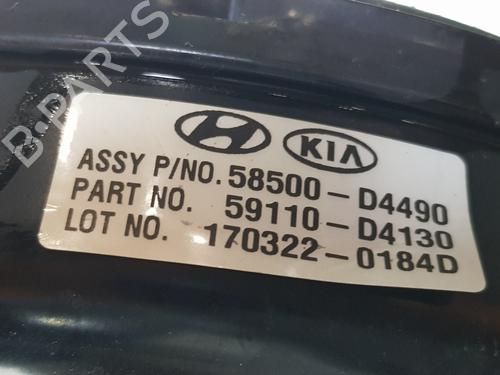 B-PARTS
KIA
ASSY P/NO. 58500-D4490
PART NO. 59110-D4130
LOT NO. 170322-0184D